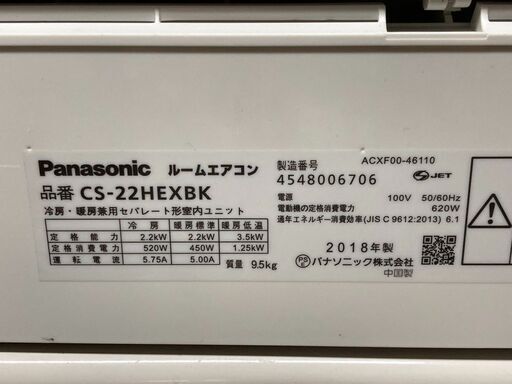 Panasonic ルームエアコン
品番 CS-22HEXBK
冷房・暖房兼用セパレート形室内ユニット
冷房 暖房標準 暖房低温
定格能力 2.2kW 2.2kW 3.5kW
定格消費電力 520W 450W 1.25kW
運転電流 5.75A 5.00A
質量 9.5kg
ACXF00-46110
製造番号
4548006706
S JET
電源 100V 50/60Hz
電動機の定格消費電力 620W
通年エネルギー消費効率(JIS C 9612:2013) 6.1
2018年製
PS E
パナソニック株式会社
中国製